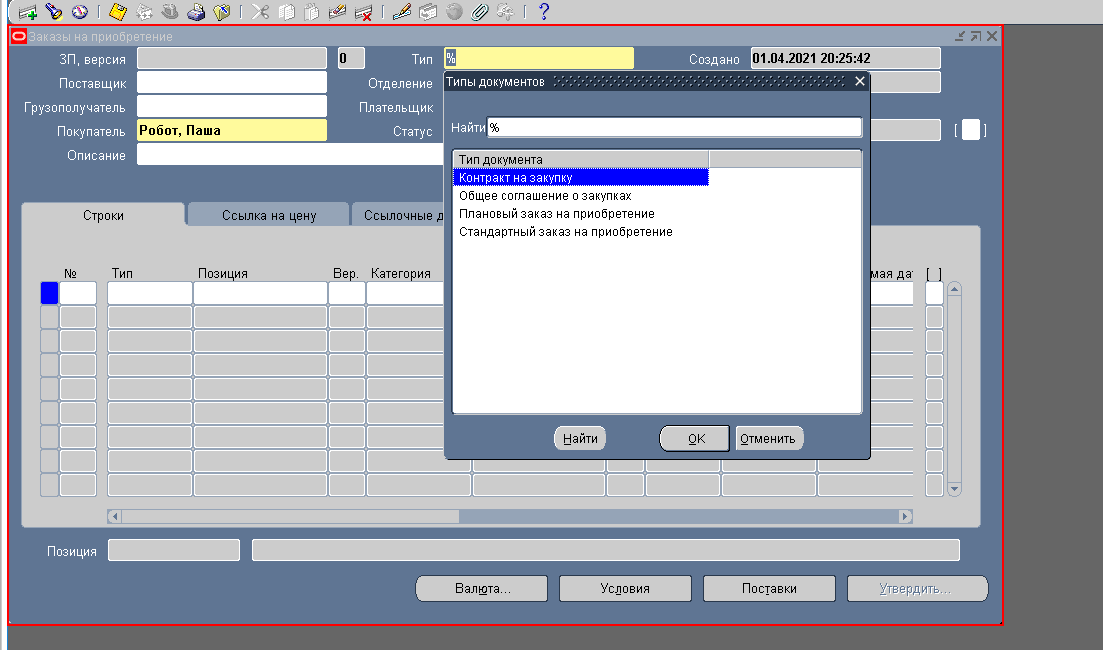 Заказы на приобретение
ЗП, версия 0 Тип % Создано 01.04.2021 20:25:42
Поставщик Отделение
Грузополучатель Плательщик
Покупатель Робот, Паша Статус [ ]
Описание
Типы документов
Найти %
Тип документа
Контракт на закупку
Общее соглашение о закупках
Плановый заказ на приобретение
Стандартный заказ на приобретение
Найти OK Отменить
Строки Ссылка на цену Ссылочные д
№ Тип Позиция Вер. Категория мая дат [ ]
Позиция
Валюта... Условия Поставки Утвердить...